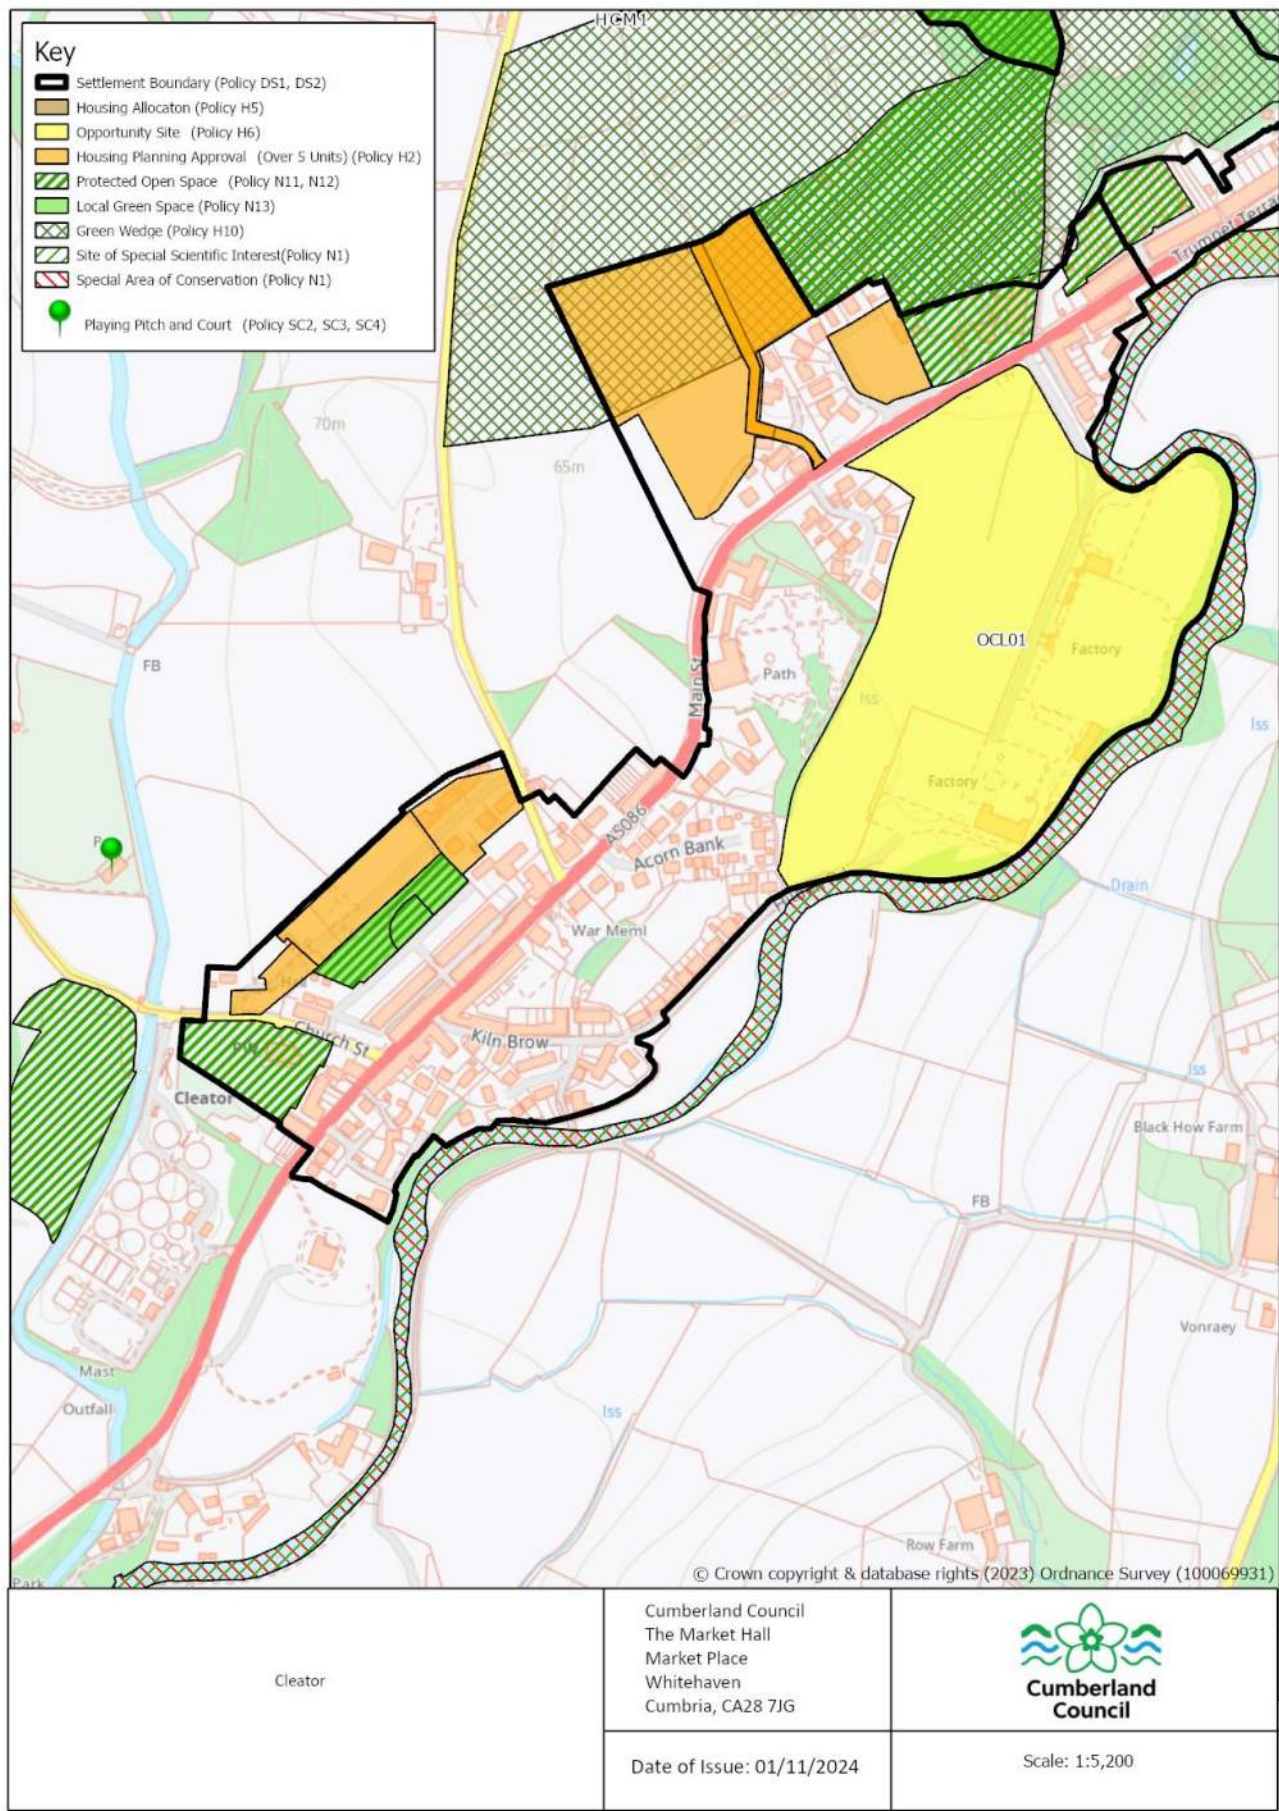 HCM1
Key
Settlement Boundary (Policy DS1, DS2)
Housing Allocaton (Policy H5)
Opportunity Site (Policy H6)
Housing Planning Approval (Over 5 Units) (Policy H2)
Protected Open Space (Policy N11, N12)
Local Green Space (Policy N13)
Green Wedge (Policy H10)
Site of Special Scientific Interest(Policy N1)
Special Area of Conservation (Policy N1)
Playing Pitch and Court (Policy SC2, SC3, SC4)
Trumpet
70m
65m
OCL01
Factory
FB
Path
Main St
Iss
Iss
Factory
A5086
Acorn Bank
Drain
War Meml
Church St
Kiln Brow
Iss
Cleator
Black How Farm
FB
Vonraey
Mast
Outfall
Iss
Row Farm
Park
© Crown copyright & database rights (2023) Ordnance Survey (100069931)
Cleator
Cumberland Council
The Market Hall
Market Place
Whitehaven
Cumbria, CA28 7JG
Date of Issue: 01/11/2024
Cumberland
Council
Scale: 1:5,200